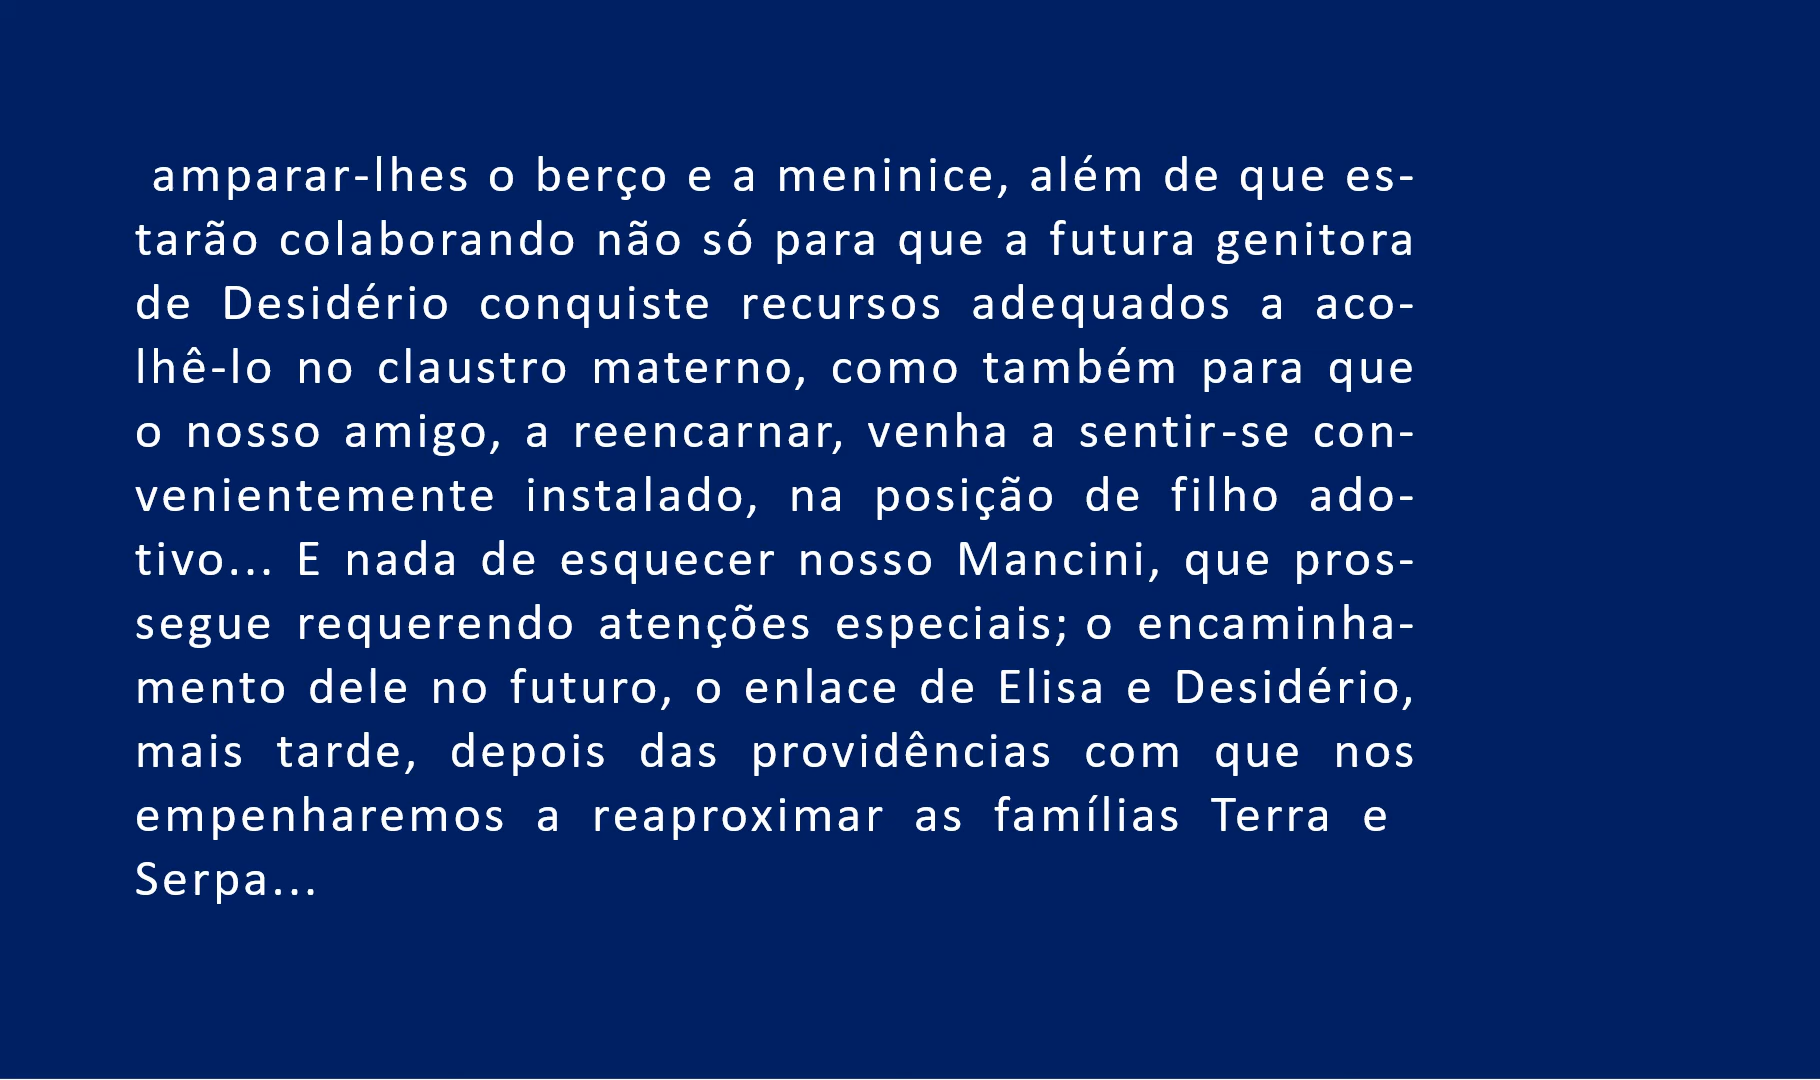 amparar-lhes o berço e a meninice, além de que es-
tarão colaborando não só para que a futura genitora
de Desidério conquiste recursos adequados a aco-
lhê-lo no claustro materno, como também para que
o nosso amigo, a reencarnar, venha a sentir-se con-
venientemente instalado, na posição de filho ado-
tivo... E nada de esquecer nosso Mancini, que pros-
segue requerendo atenções especiais; o encaminha-
mento dele no futuro, o enlace de Elisa e Desidério,
mais tarde, depois das providências com que nos
empenharemos a reaproximar as famílias Terra e
Serpa...